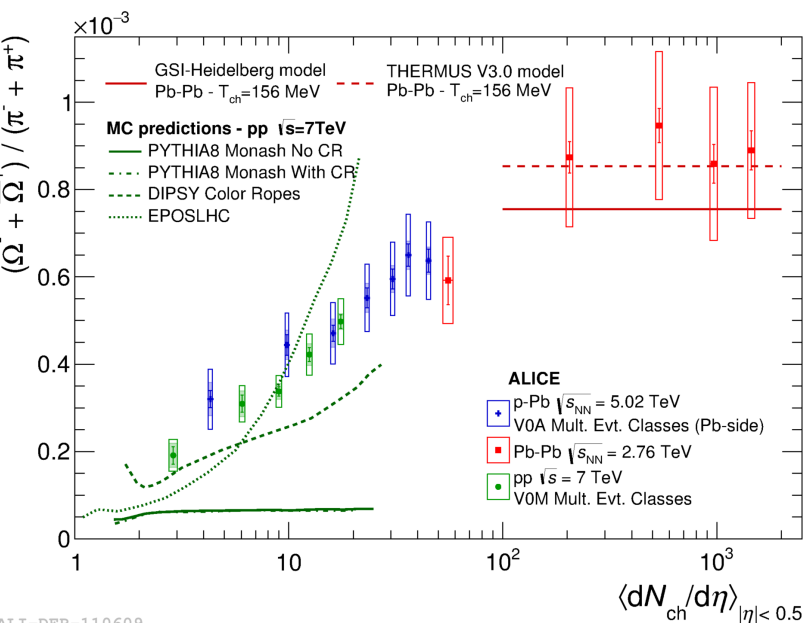 ×10⁻³
(Ω⁻ + Ω̅⁺) / (π⁻ + π⁺)
GSI-Heidelberg model
Pb-Pb - T_ch=156 MeV
THERMUS V3.0 model
Pb-Pb - T_ch=156 MeV
MC predictions - pp √s=7TeV
PYTHIA8 Monash No CR
PYTHIA8 Monash With CR
DIPSY Color Ropes
EPOSLHC
1
0.8
0.6
0.4
0.2
0
ALICE
p-Pb √s_NN = 5.02 TeV
V0A Mult. Evt. Classes (Pb-side)
Pb-Pb √s_NN = 2.76 TeV
pp √s = 7 TeV
V0M Mult. Evt. Classes
1
10
10²
10³
⟨dN_ch/dη⟩_|η|< 0.5